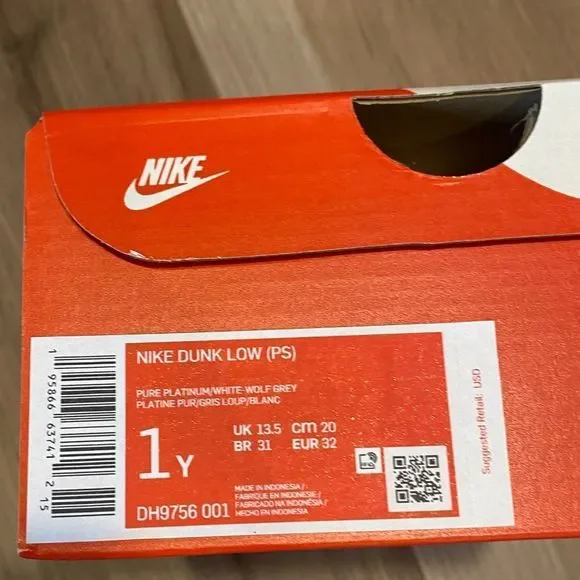 NIKE
NIKE DUNK LOW (PS)
PURE PLATINUM/WHITE-WOLF GREY
PLATINE PUR/GRIS LOUP/BLANC
1Y
UK 13.5 CM 20
BR 31 EUR 32
MADE IN INDONESIA/
FABRIQUÉ EN INDONESIE/
FABRICADO NA INDONESIA/
HECHO EN INDONESIA
DH9756 001
1 95866 63741 2 15
Suggested Retail: USD